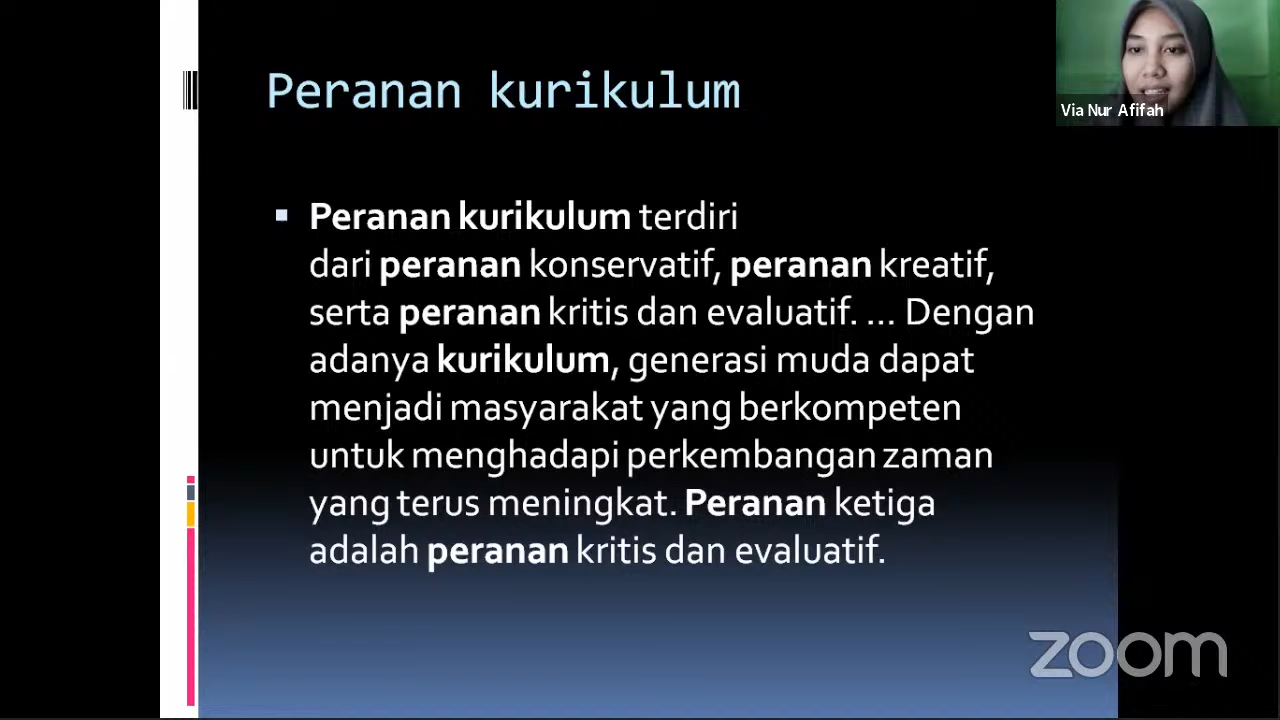 Peranan kurikulum
Via Nur Afifah
▪ Peranan kurikulum terdiri
dari peranan konservatif, peranan kreatif,
serta peranan kritis dan evaluatif. ... Dengan
adanya kurikulum, generasi muda dapat
menjadi masyarakat yang berkompeten
untuk menghadapi perkembangan zaman
yang terus meningkat. Peranan ketiga
adalah peranan kritis dan evaluatif.
zoom